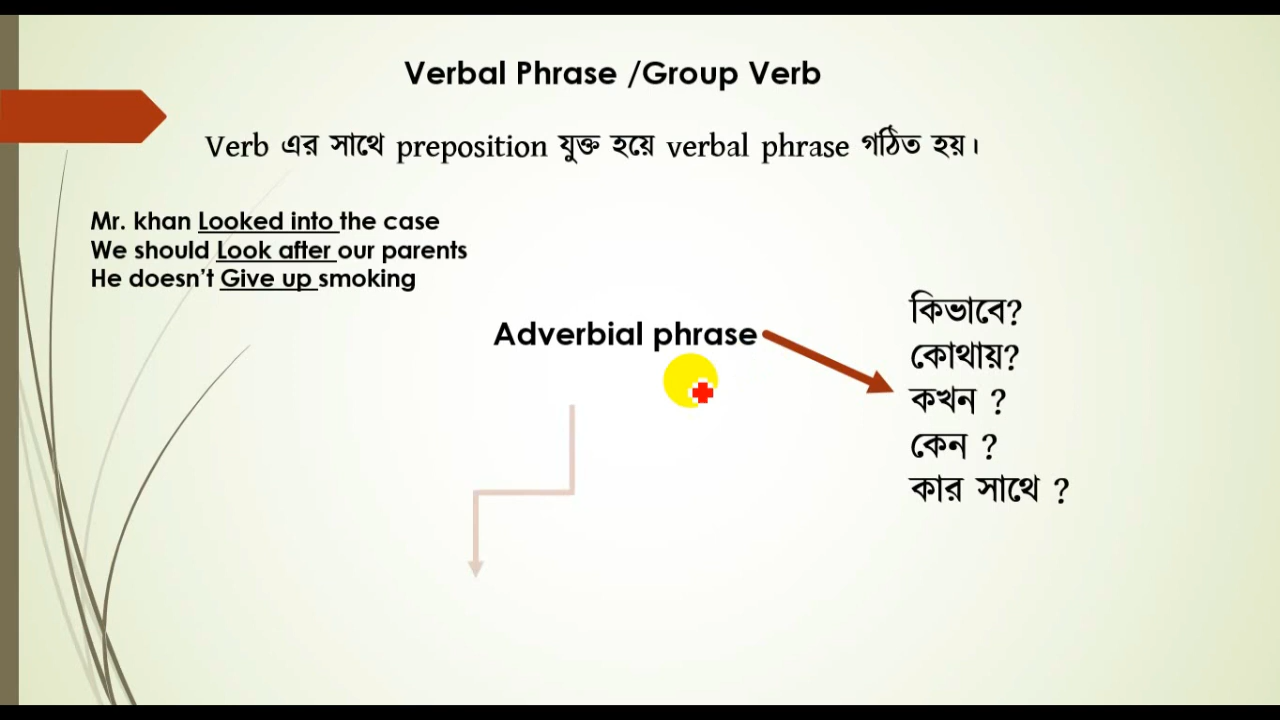 Verbal Phrase /Group Verb
Verb এর সাথে preposition যুক্ত হয়ে verbal phrase গঠিত হয়।
Mr. khan Looked into the case
We should Look after our parents
He doesn’t Give up smoking
Adverbial phrase
কিভাবে?
কোথায়?
কখন ?
কেন ?
কার সাথে ?